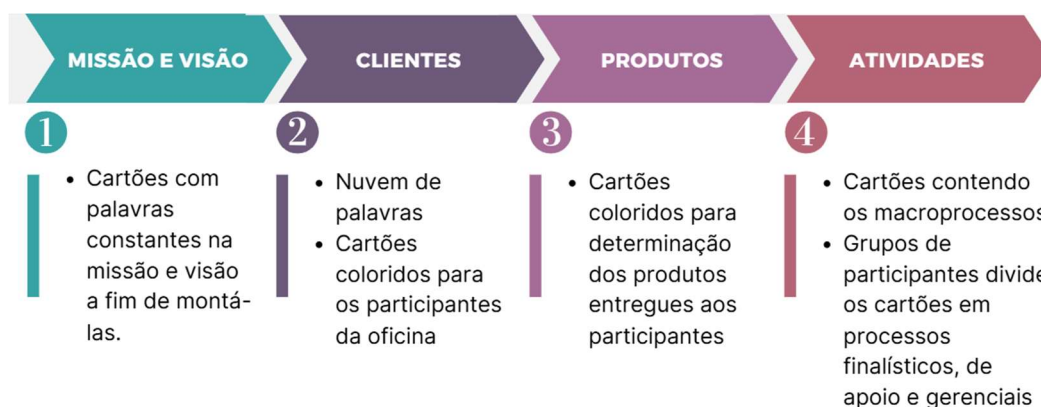 MISSÃO E VISÃO
CLIENTES
PRODUTOS
ATIVIDADES
1
• Cartões com
palavras
constantes na
missão e visão
a fim de montá-
las.
2
• Nuvem de
palavras
• Cartões
coloridos para
os participantes
da oficina
3
• Cartões
coloridos para
determinação
dos produtos
entregues aos
participantes
4
• Cartões contendo
os macroprocessos
• Grupos de
participantes divide
os cartões em
processos
finalísticos, de
apoio e gerenciais